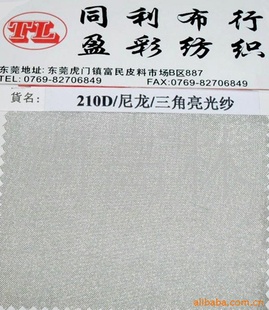 TL
同利布行
盈彩纺织
东莞地址：东莞虎门镇富民皮料市场B区887
TEL: 0769-82706849 FAX:0769-82706849
貨名： 210D/尼龙/三角亮光纱
alibaba.com.cn